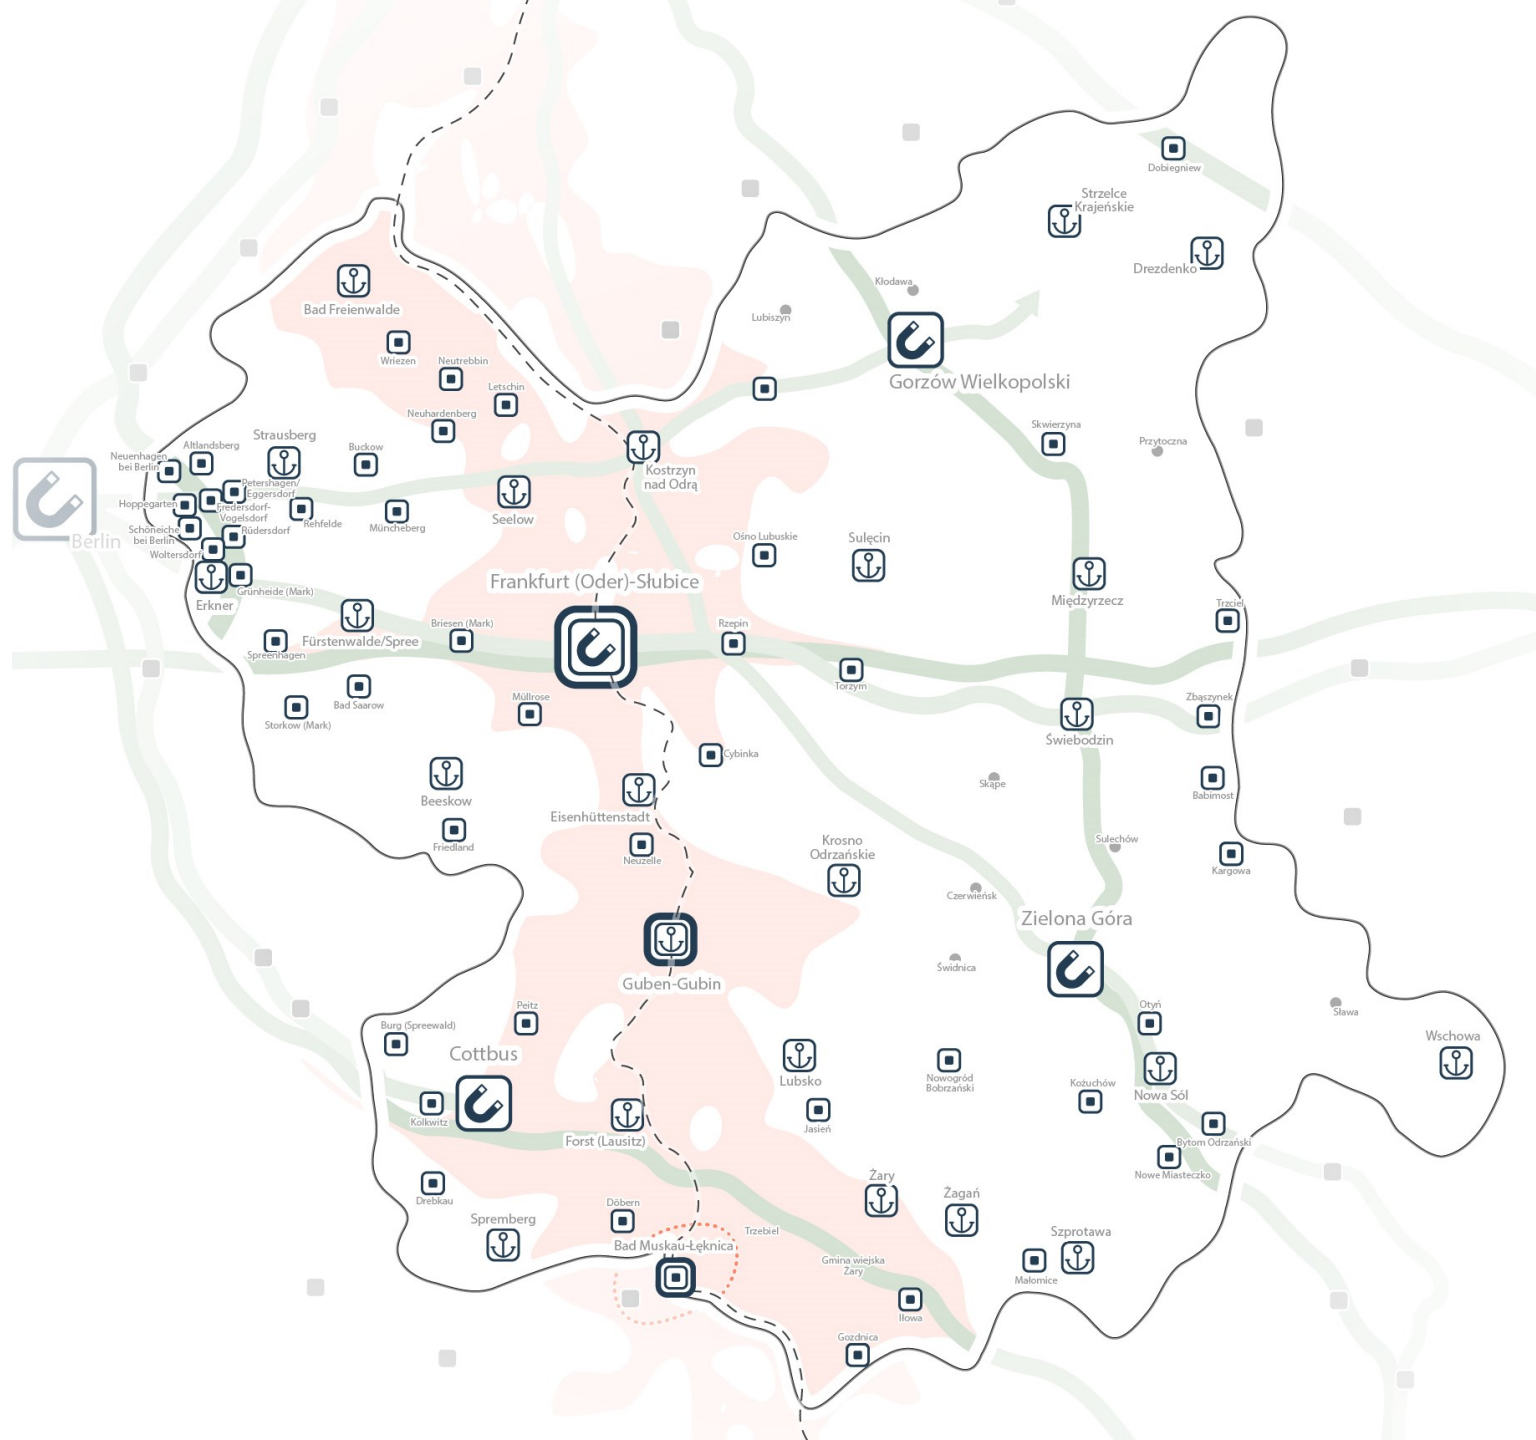 Dobiegniew
Strzelce
Krajeńskie
Drezdenko
Kłodawa
Lubiszyn
Bad Freienwalde
Wriezen
Neutrebbin
Letschin
Neuhardenberg
Gorzów Wielkopolski
Skwierzyna
Przytoczna
Strausberg
Altlandsberg
Buckow
Neuenhagen
bei Berlin
Kostrzyn
nad Odrą
Petershagen/
Eggersdorf
Hoppegarten
Fredersdorf-
Vogelsdorf
Rehfelde
Müncheberg
Seelow
Schöneiche
bei Berlin
Rüdersdorf
Berlin
Woltersdorf
Ośno Lubuskie
Sulęcin
Frankfurt (Oder)-Słubice
Grünheide (Mark)
Erkner
Międzyrzecz
Trzciel
Fürstenwalde/Spree
Briesen (Mark)
Rzepin
Spreenhagen
Torzym
Bad Saarow
Müllrose
Zbąszynek
Storkow (Mark)
Świebodzin
Cybinka
Skąpe
Babimost
Beeskow
Eisenhüttenstadt
Friedland
Neuzelle
Krosno
Odrzańskie
Sulechów
Kargowa
Czerwieńsk
Zielona Góra
Świdnica
Guben-Gubin
Peitz
Otyń
Sława
Burg (Spreewald)
Wschowa
Cottbus
Lubsko
Nowogród
Bobrzański
Kożuchów
Nowa Sól
Kolkwitz
Jasień
Forst (Lausitz)
Bytom Odrzański
Nowe Miasteczko
Żary
Żagań
Drebkau
Döbern
Spremberg
Trzebiel
Szprotawa
Bad Muskau-Łęknica
Gmina wiejska
Żary
Małomice
Iłowa
Gozdnica